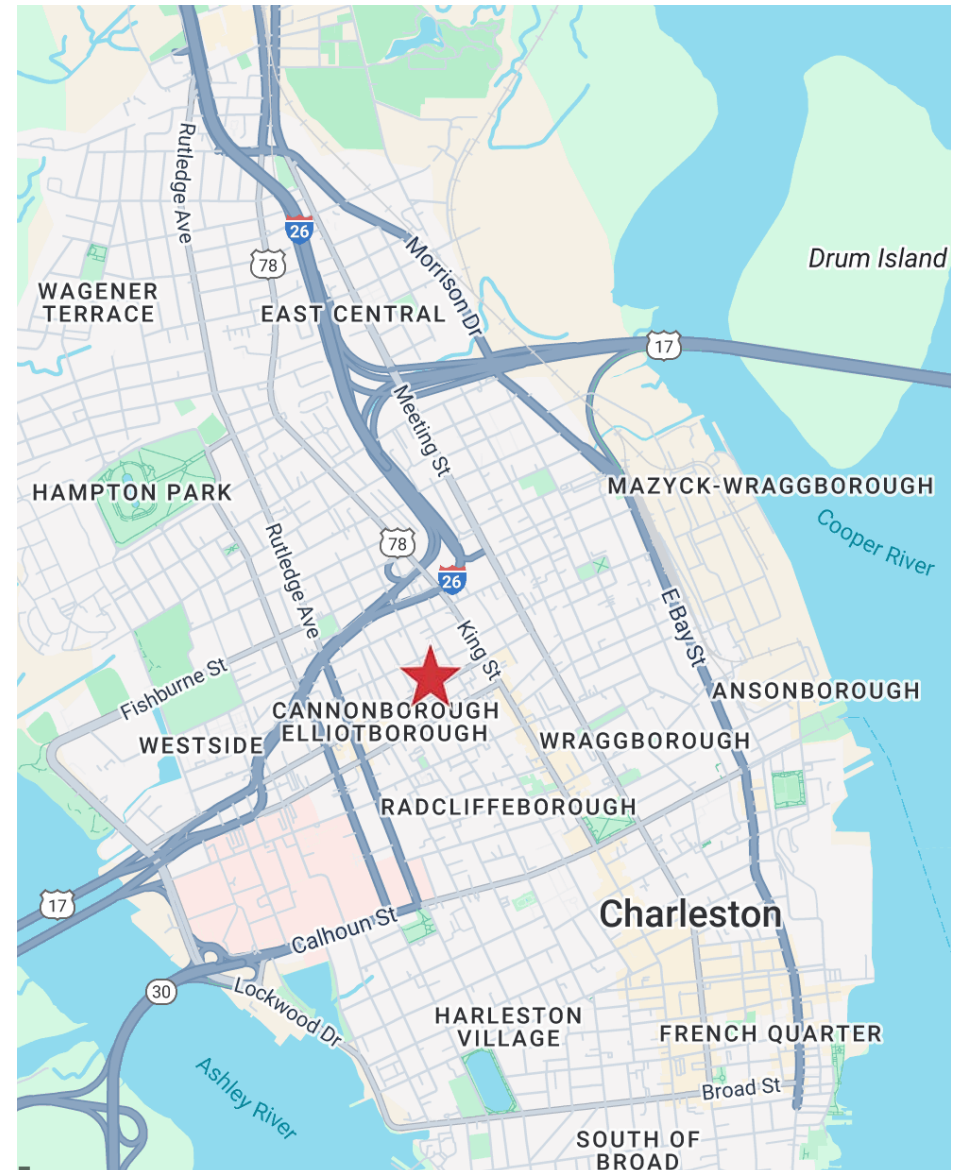 Rutledge Ave
26
78
Morrison Dr
Drum Island
WAGENER
TERRACE
EAST CENTRAL
17
Meeting St
HAMPTON PARK
MAZYCK-WRAGGBOROUGH
Cooper River
Rutledge Ave
78
26
E Bay St
King St
Fishburne St
ANSONBOROUGH
CANNONBOROUGH
ELLIOTBOROUGH
WESTSIDE
WRAGGBOROUGH
RADCLIFFEBOROUGH
17
Charleston
Calhoun St
30
Lockwood Dr
HARLESTON
VILLAGE
FRENCH QUARTER
Ashley River
Broad St
SOUTH OF
BROAD